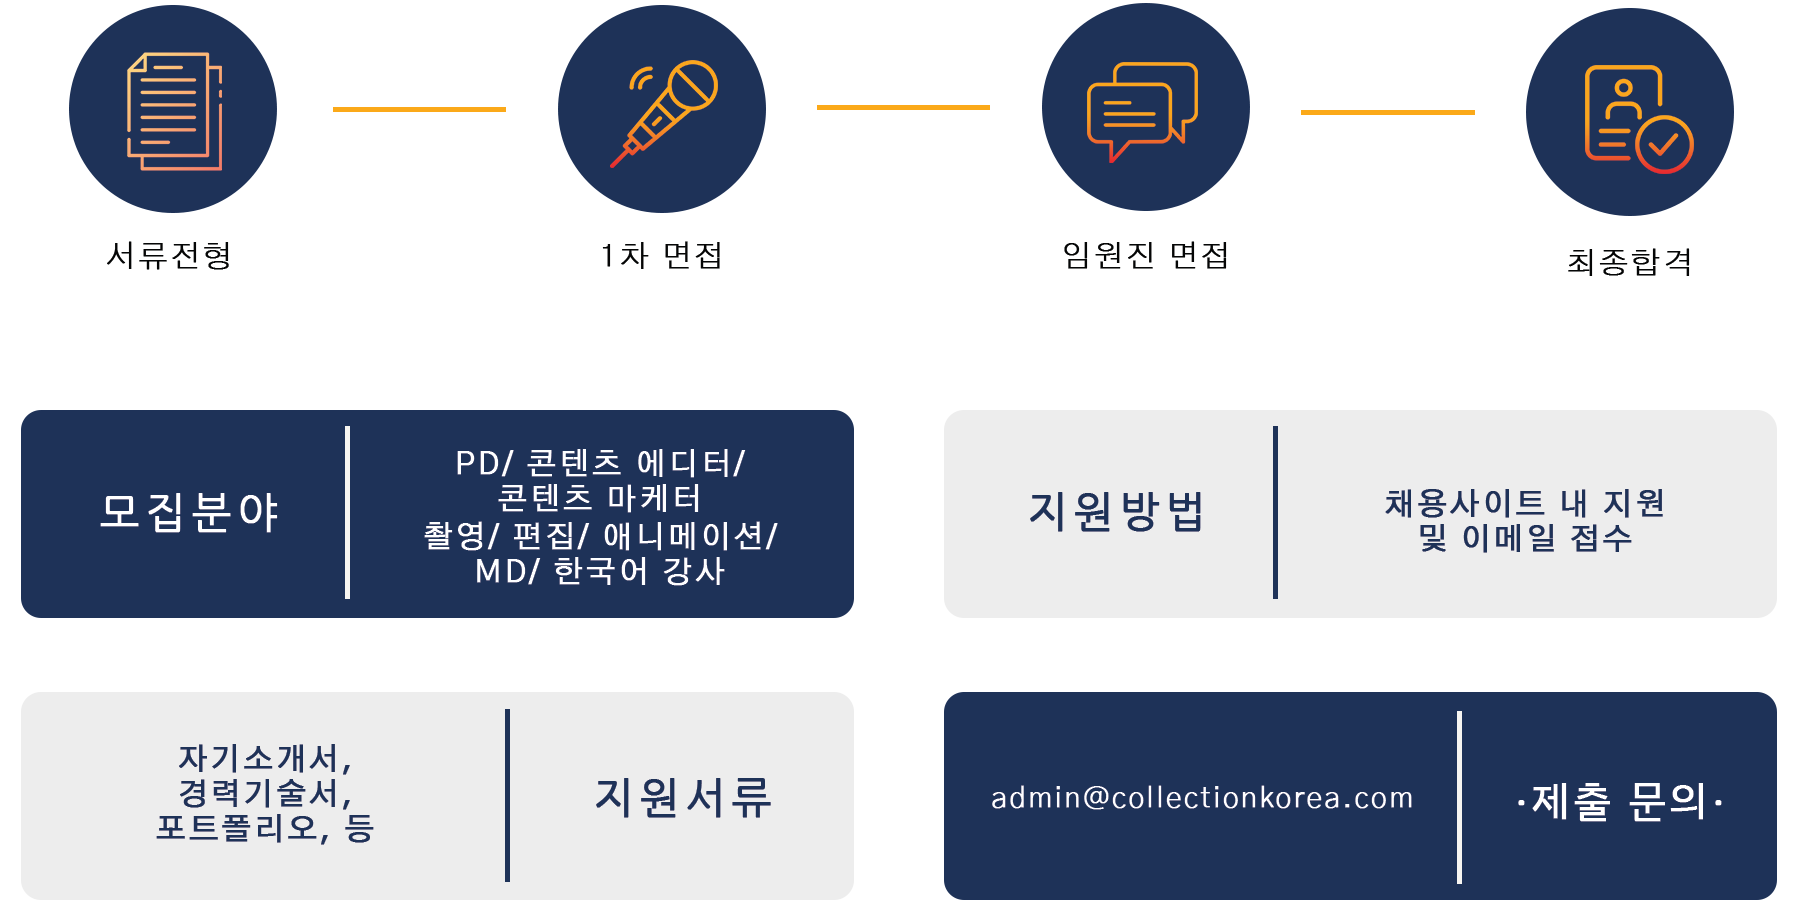 서류전형
1차 면접
임원진 면접
최종합격
모집분야
PD/ 콘텐츠 에디터/
콘텐츠 마케터
촬영/ 편집/ 애니메이션/
MD/ 한국어 강사
지원방법
채용사이트 내 지원
및 이메일 접수
자기소개서,
경력기술서,
포트폴리오, 등
지원서류
admin@collectionkorea.com
·제출 문의·